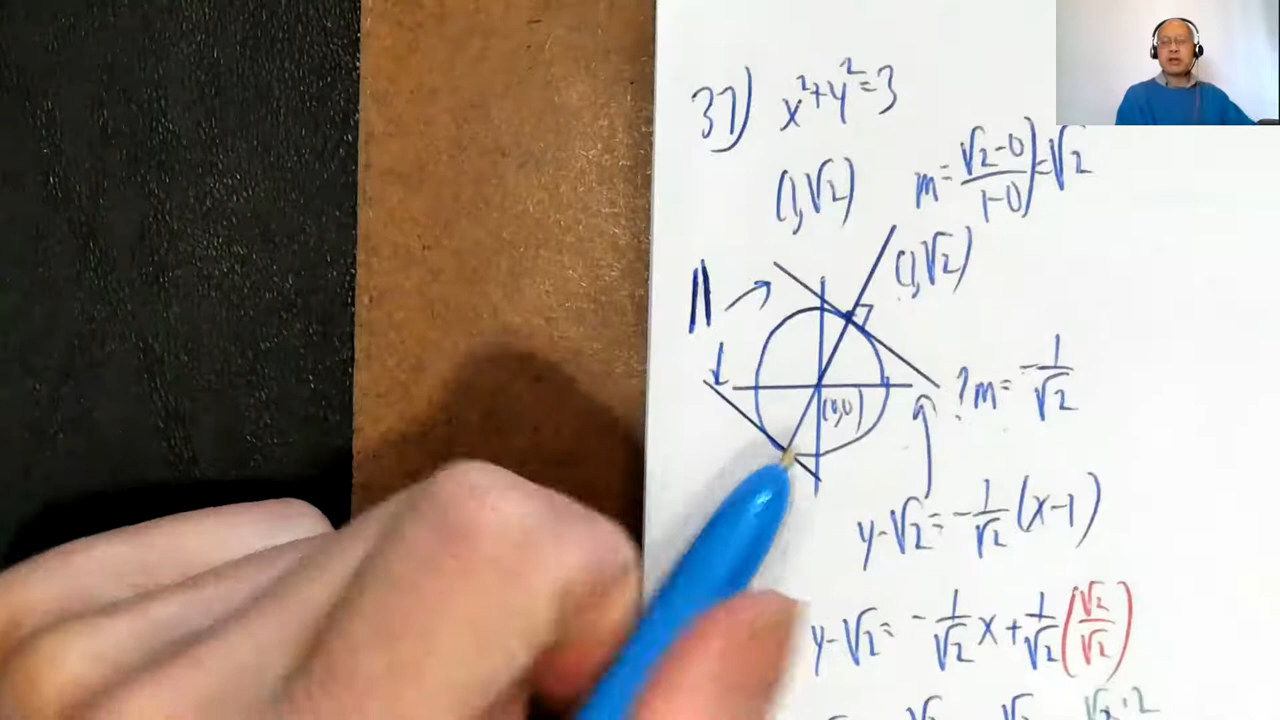 37) x²+y²=3
(1,√2) m = (√2-0)/(1-0) = √2
(1,√2)
(0,0)
? m = -1/√2
y-√2 = -1/√2 (x-1)
y-√2 = -1/√2 x + 1/√2 (√2/√2)